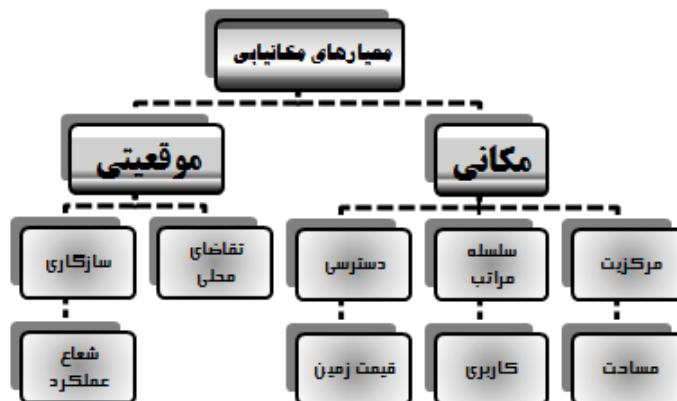 معیارهای مکانیابی
مکانی
موقعیتی
مرکزیت
سلسله
مراتب
دسترسی
تقاضای
محلی
سازگاری
مساحت
کاربری
قیمت زمین
شعاع
عملکرد